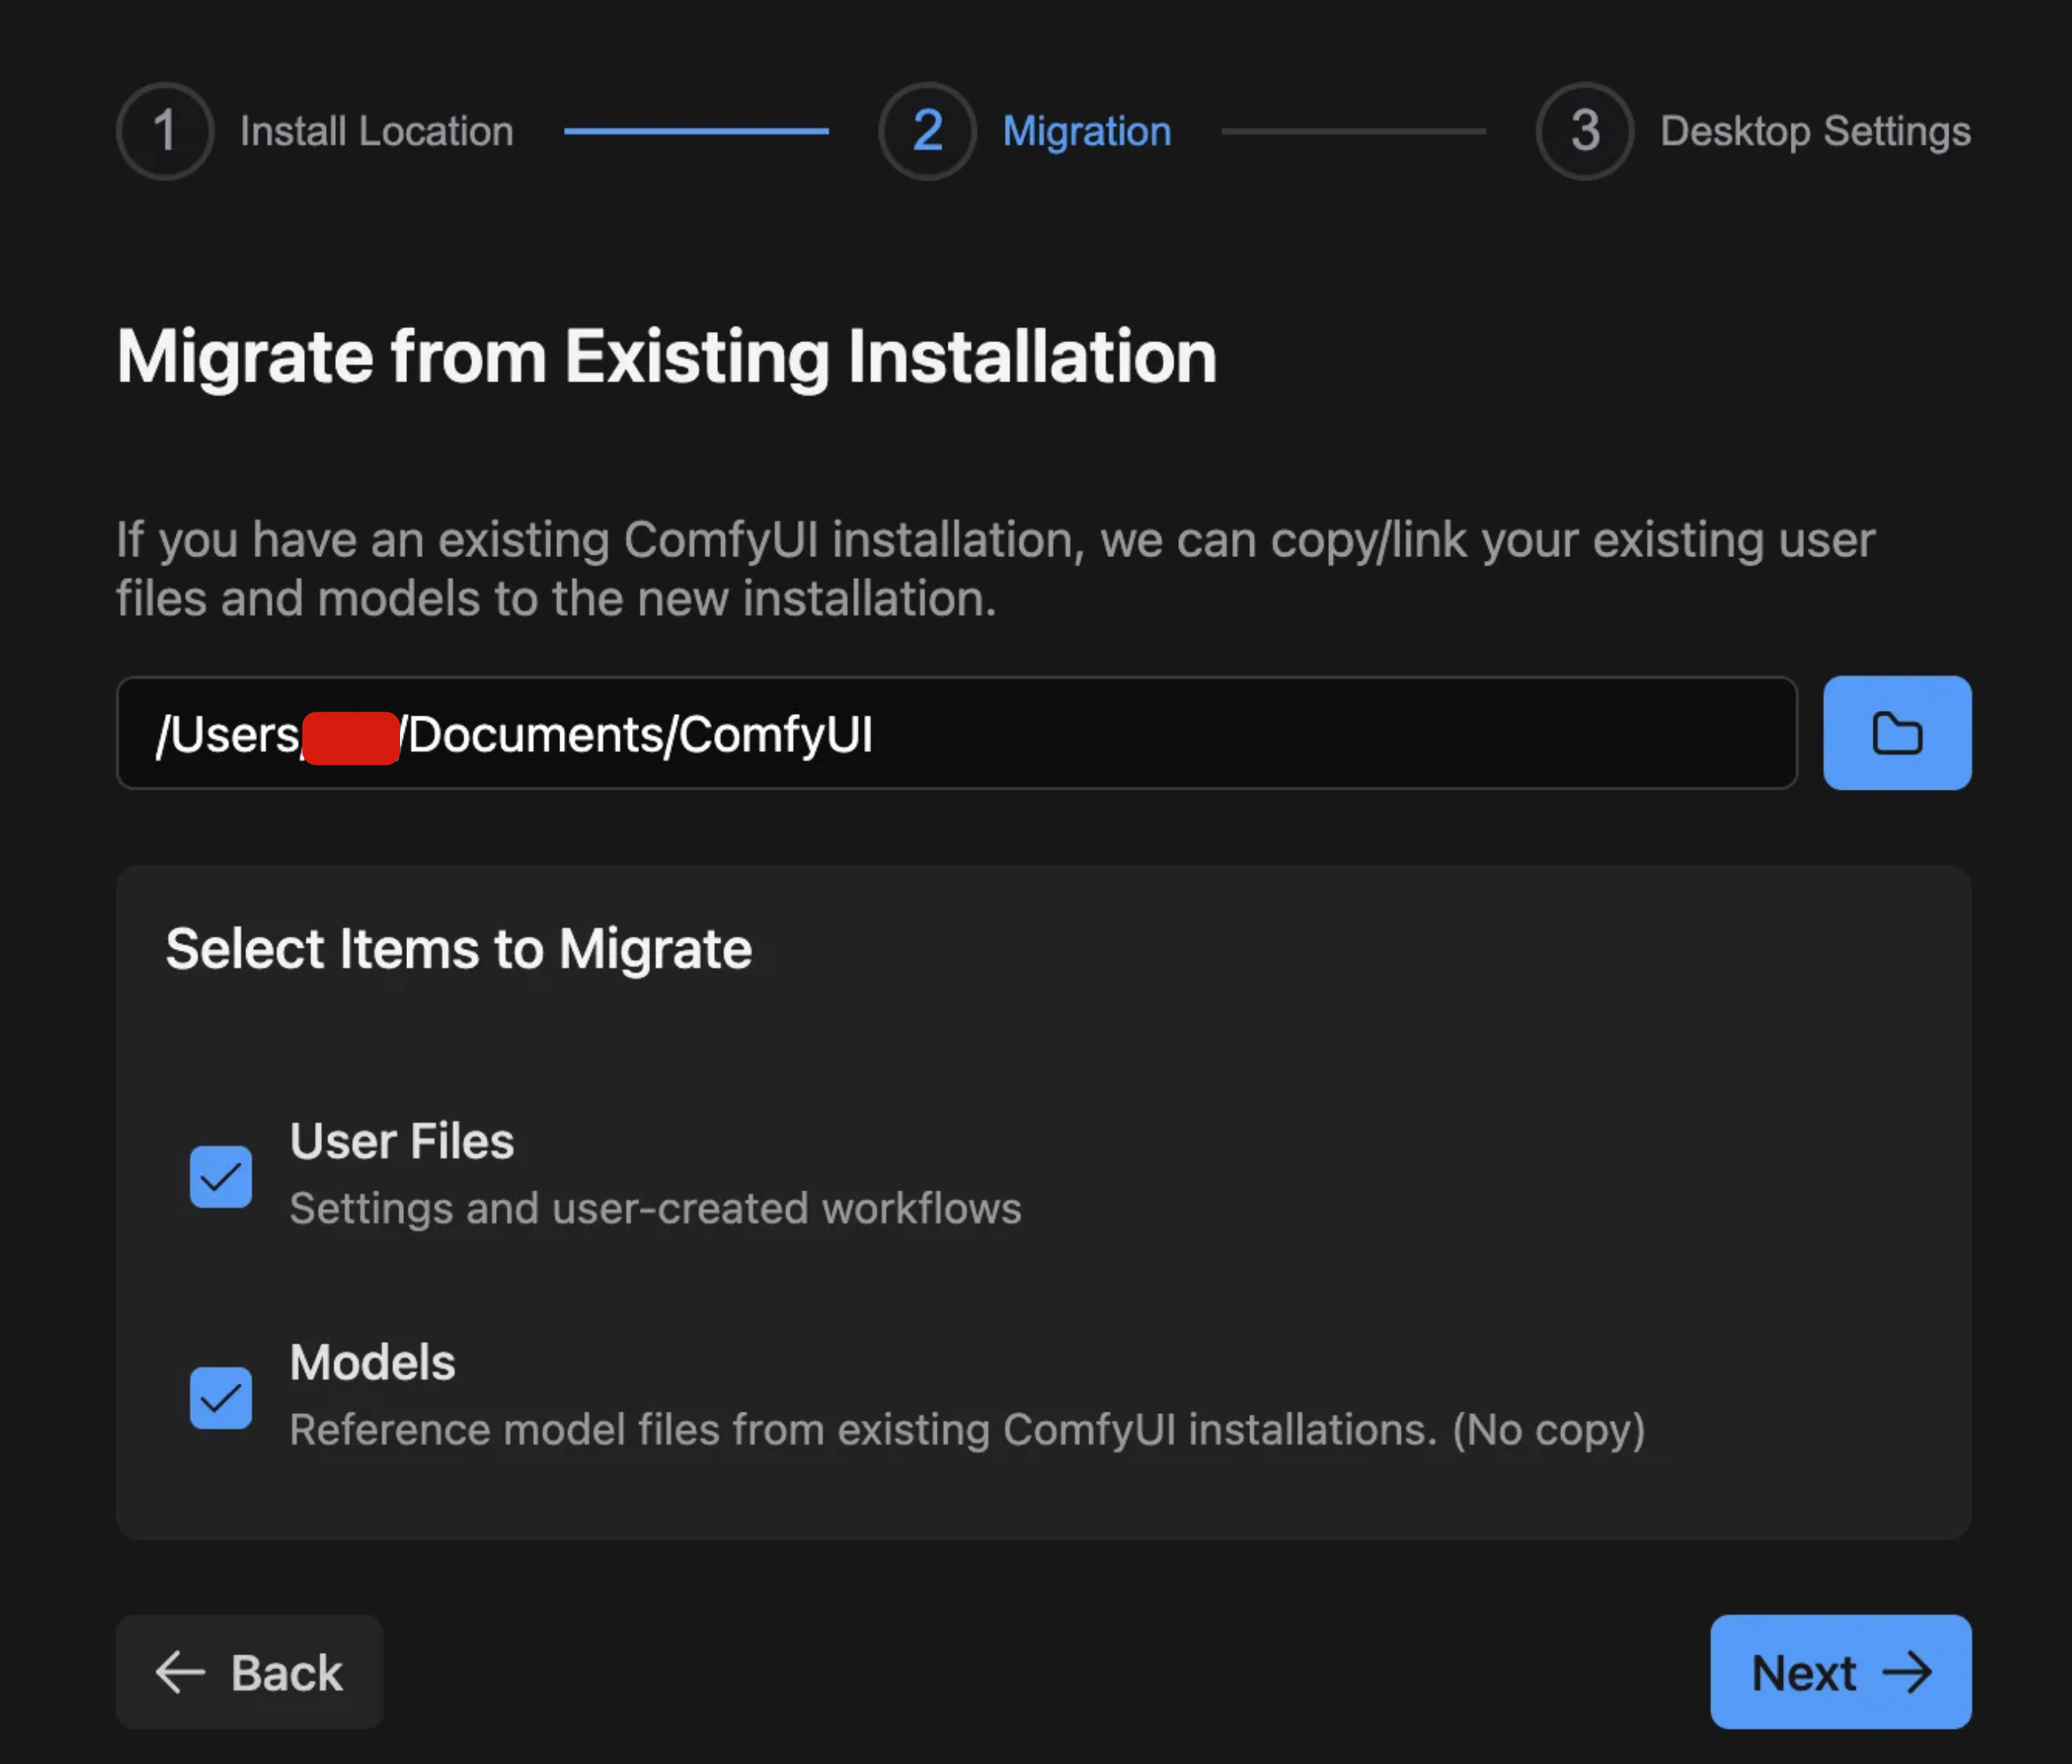 1 Install Location 2 Migration 3 Desktop Settings
Migrate from Existing Installation
If you have an existing ComfyUI installation, we can copy/link your existing user
files and models to the new installation.
/Users/ /Documents/ComfyUI
Select Items to Migrate
User Files
Settings and user-created workflows
Models
Reference model files from existing ComfyUI installations. (No copy)
Back
Next